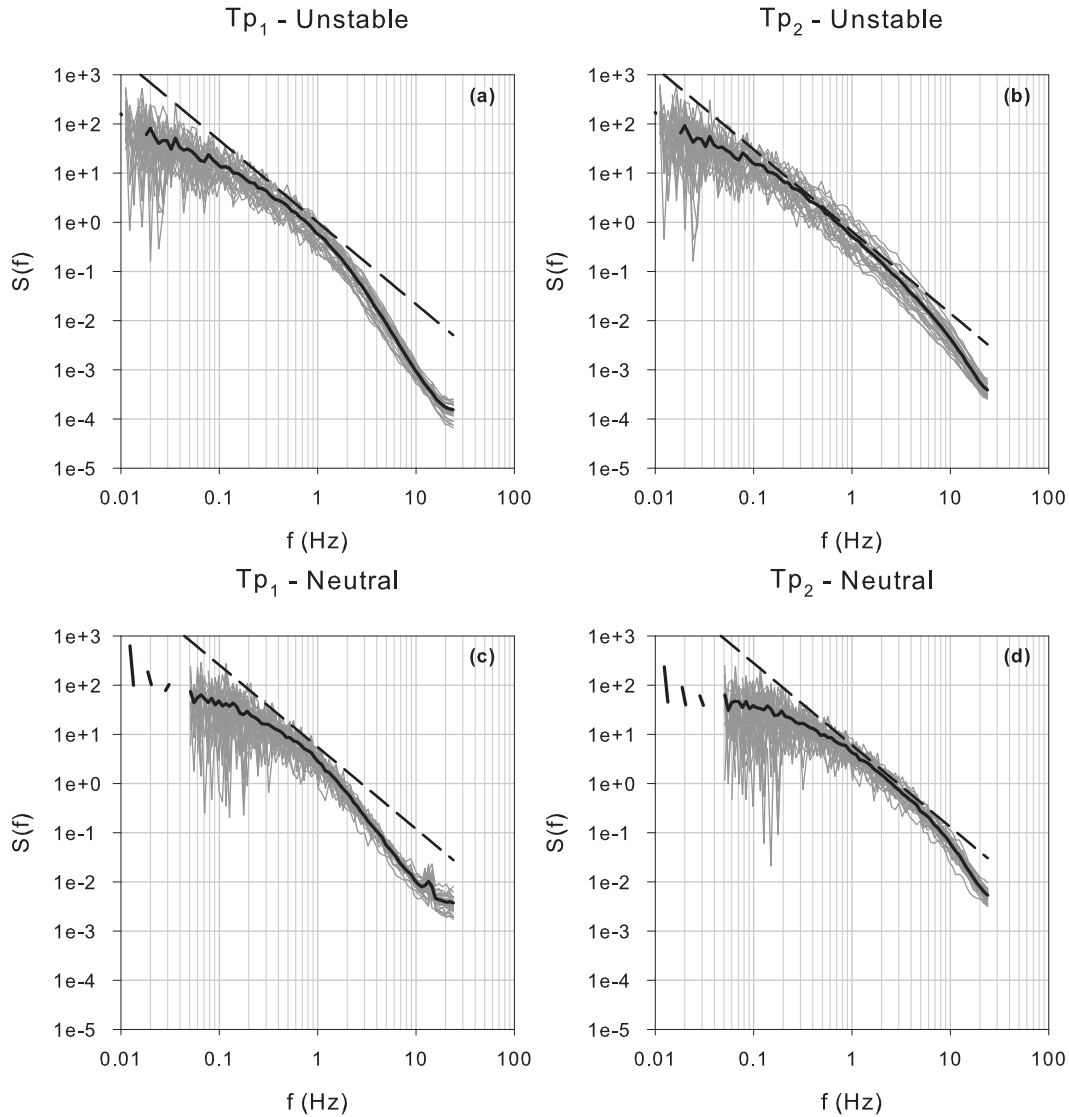 Tp₁ - Unstable
(a)
S(f)
1e+3
1e+2
1e+1
1e+0
1e-1
1e-2
1e-3
1e-4
1e-5
0.01 0.1 1 10 100
f (Hz)
Tp₂ - Unstable
(b)
S(f)
1e+3
1e+2
1e+1
1e+0
1e-1
1e-2
1e-3
1e-4
1e-5
0.01 0.1 1 10 100
f (Hz)
Tp₁ - Neutral
(c)
S(f)
1e+3
1e+2
1e+1
1e+0
1e-1
1e-2
1e-3
1e-4
1e-5
0.01 0.1 1 10 100
f (Hz)
Tp₂ - Neutral
(d)
S(f)
1e+3
1e+2
1e+1
1e+0
1e-1
1e-2
1e-3
1e-4
1e-5
0.01 0.1 1 10 100
f (Hz)